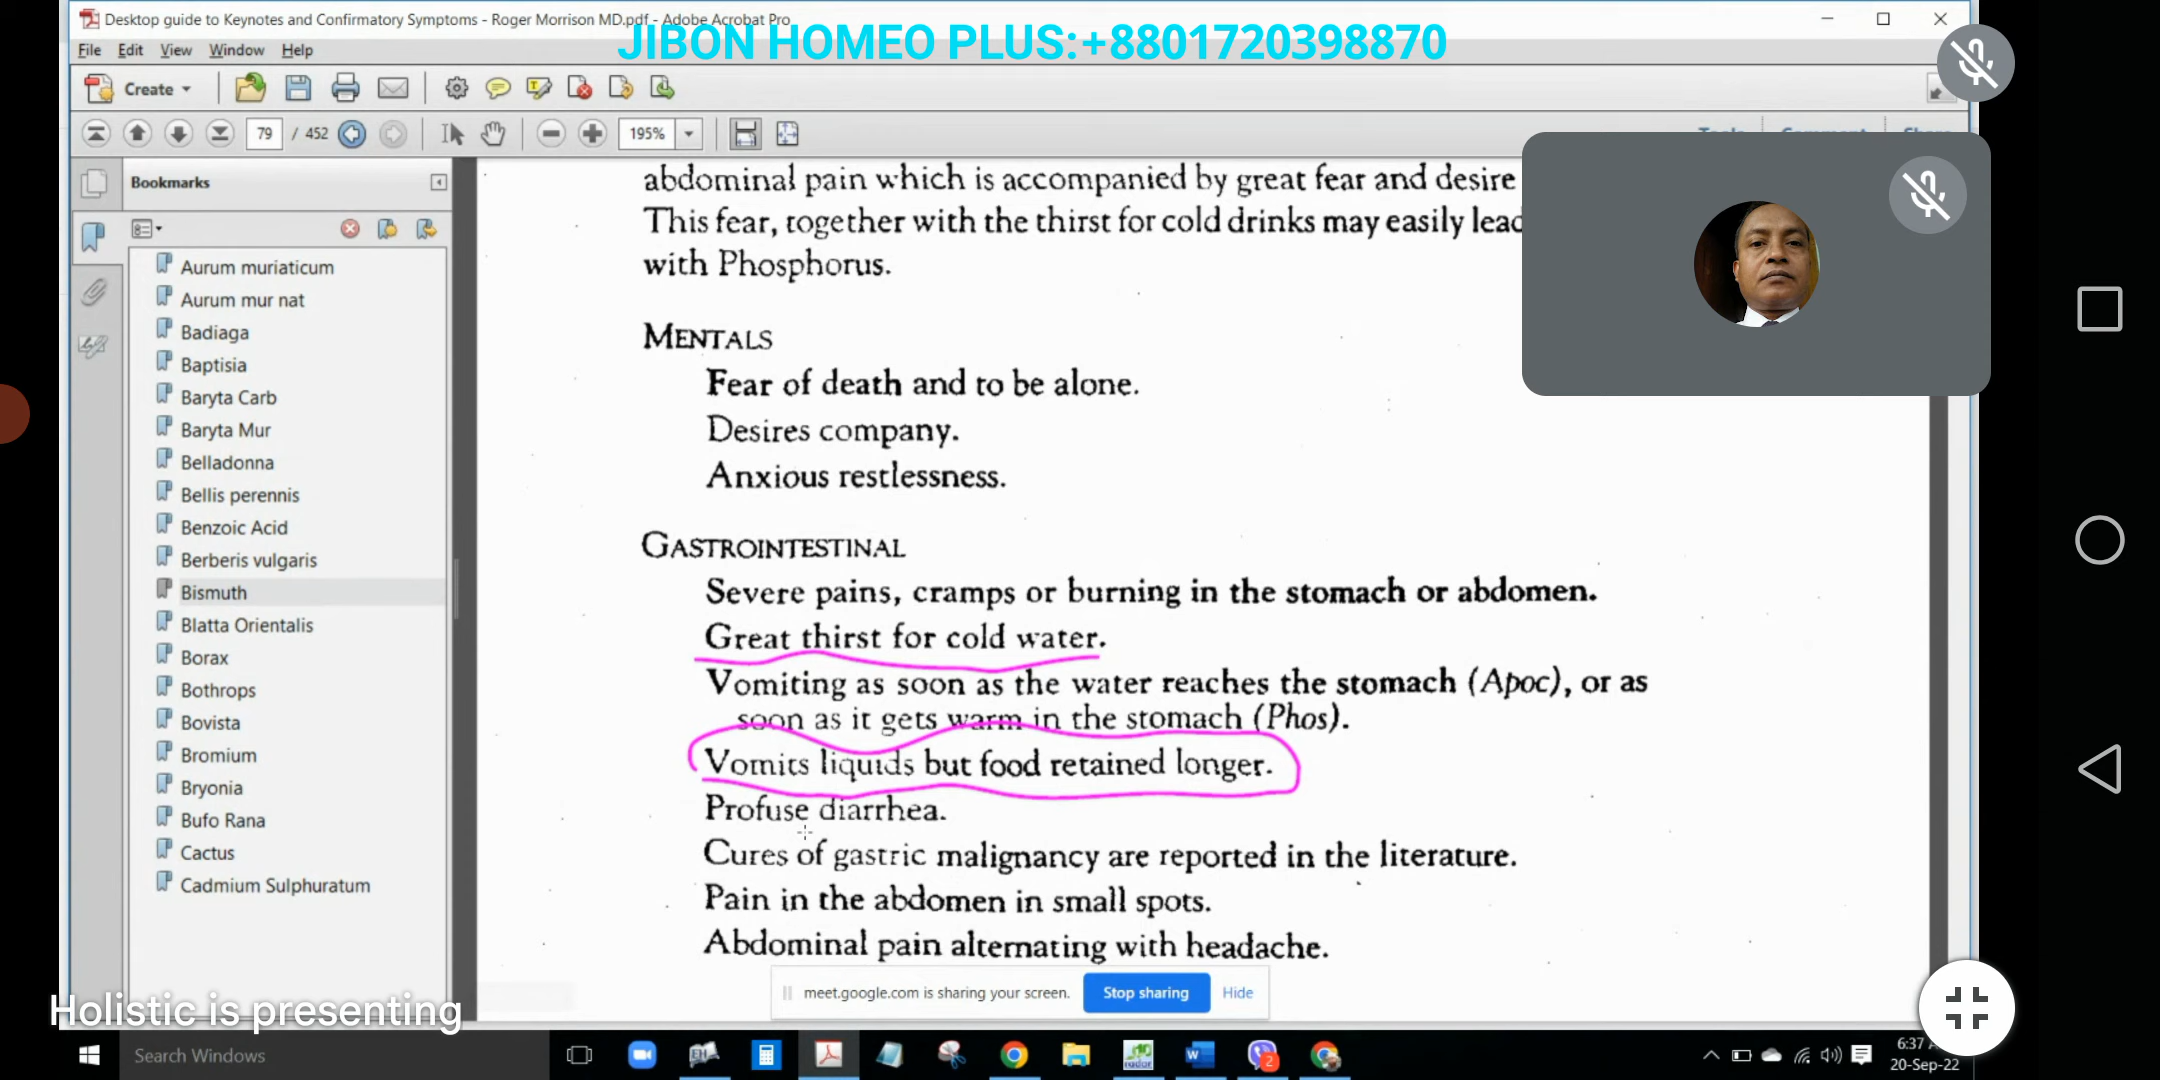 Desktop guide to Keynotes and Confirmatory Symptoms - Roger Morrison MD.pdf - Adobe Acrobat Pro
JIBON HOMEO PLUS:+8801720398870
File Edit View Window Help
Create
79 / 452 195%
Bookmarks
Aurum muriaticum
Aurum mur nat
Badiaga
Baptisia
Baryta Carb
Baryta Mur
Belladonna
Bellis perennis
Benzoic Acid
Berberis vulgaris
Bismuth
Blatta Orientalis
Borax
Bothrops
Bovista
Bromium
Bryonia
Bufo Rana
Cactus
Cadmium Sulphuratum
abdominal pain which is accompanied by great fear and desire
This fear, together with the thirst for cold drinks may easily lead
with Phosphorus.
MENTALS
Fear of death and to be alone.
Desires company.
Anxious restlessness.
GASTROINTESTINAL
Severe pains, cramps or burning in the stomach or abdomen.
Great thirst for cold water.
Vomiting as soon as the water reaches the stomach (Apoc), or as
soon as it gets warm in the stomach (Phos).
Vomits liquids but food retained longer.
Profuse diarrhea.
Cures of gastric malignancy are reported in the literature.
Pain in the abdomen in small spots.
Abdominal pain alternating with headache.
meet.google.com is sharing your screen. Stop sharing Hide
Holistic is presenting
Search Windows
6:37
20-Sep-22